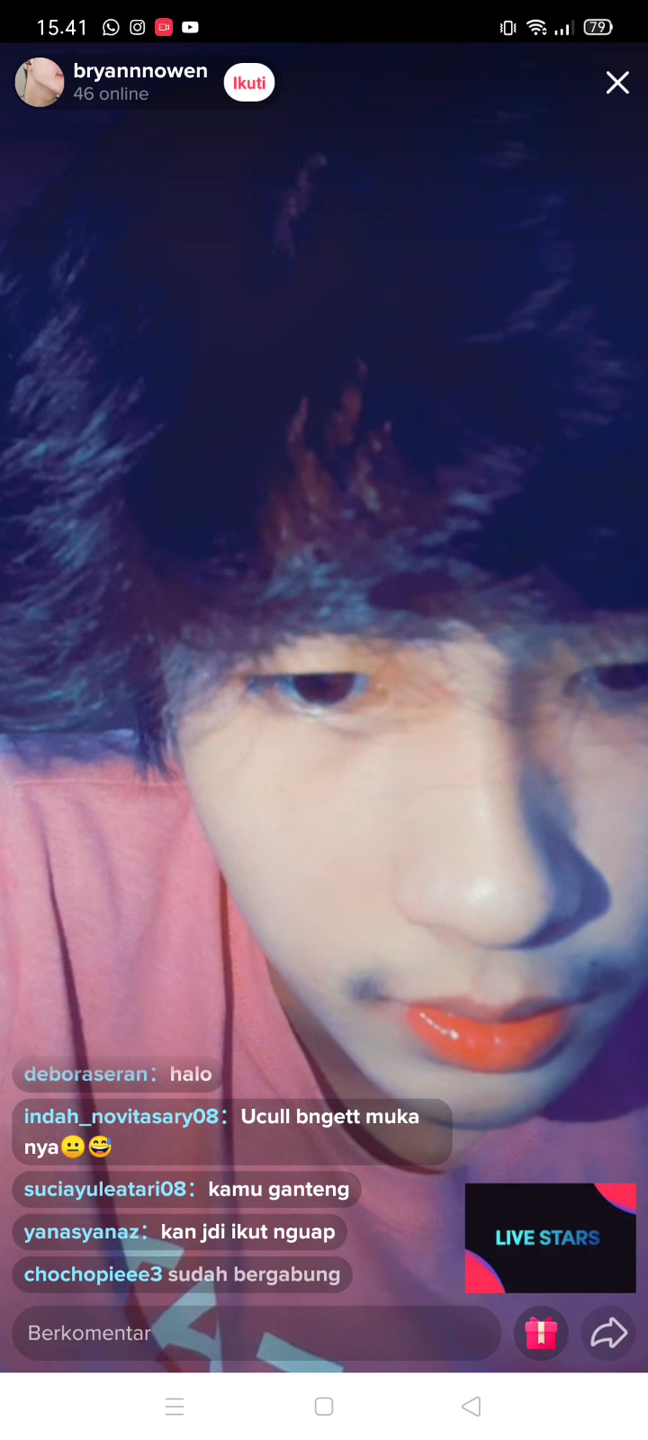 15.41
79
bryannnowen
46 online
Ikuti
deboraseran: halo
indah_novitasary08: Ucull bngett muka
nya😐😅
suciayuleatari08: kamu ganteng
yanasyanaz: kan jdi ikut nguap
chochopieee3 sudah bergabung
LIVE STARS
Berkomentar